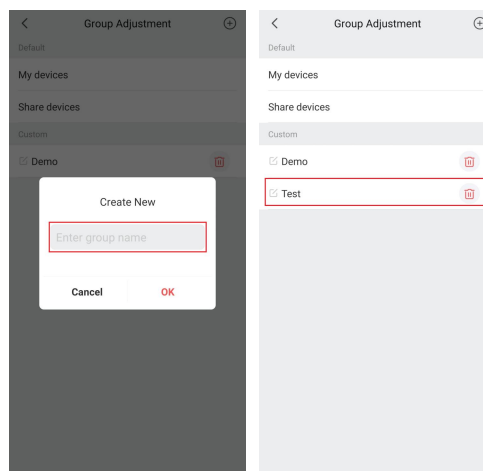 Group Adjustment
Default
My devices
Share devices
Custom
Demo
Create New
Enter group name
Cancel OK
Group Adjustment
Default
My devices
Share devices
Custom
Demo
Test